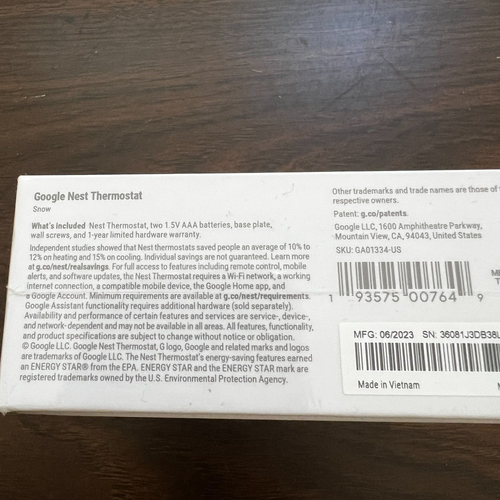 Google Nest Thermostat
Snow
What's included Nest Thermostat, two 1.5V AAA batteries, base plate,
wall screws, and 1-year limited hardware warranty.
Independent studies showed that Nest thermostats saved people an average of 10% to
12% on heating and 15% on cooling. Individual savings are not guaranteed. Learn more
at g.co/nest/realsavings. For full access to features including remote control, mobile
alerts, and software updates, the Nest Thermostat requires a Wi-Fi network, a working
internet connection, a compatible mobile device, the Google Home app, and
a Google Account. Minimum requirements are available at g.co/nest/requirements.
Google Assistant functionality requires additional hardware (sold separately).
Availability and performance of certain features and services are service-, device-,
and network-dependent and may not be available in all areas. All features, functionality,
and product specifications are subject to change without notice or obligation.
© Google LLC. Google Nest Thermostat, G logo, Google and related marks and logos
are trademarks of Google LLC. The Nest Thermostat's energy-saving features earned
an ENERGY STAR® from the EPA. ENERGY STAR and the ENERGY STAR mark are
registered trademarks owned by the U.S. Environmental Protection Agency.
Other trademarks and trade names are those of
respective owners.
Patent: g.co/patents.
Google LLC, 1600 Amphitheatre Parkway,
Mountain View, CA, 94043, United States
SKU: GA01334-US
1 93575 00764 9
MFG: 06/2023 SN: 36081J3DB38
Made in Vietnam